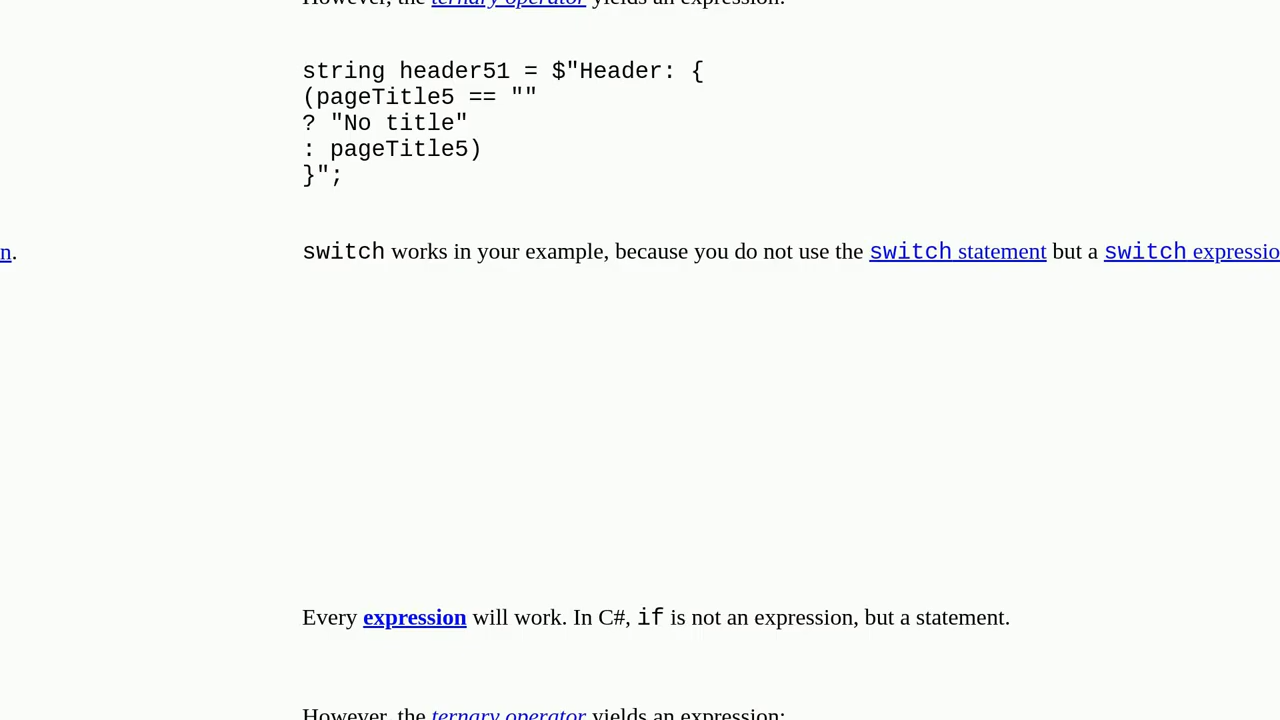 However, the ternary operator yields an expression:
string header51 = $"Header: {
(pageTitle5 == ""
? "No title"
: pageTitle5)
}";
n.
switch works in your example, because you do not use the switch statement but a switch expressio
Every expression will work. In C#, if is not an expression, but a statement.
However, the ternary operator yields an expression: